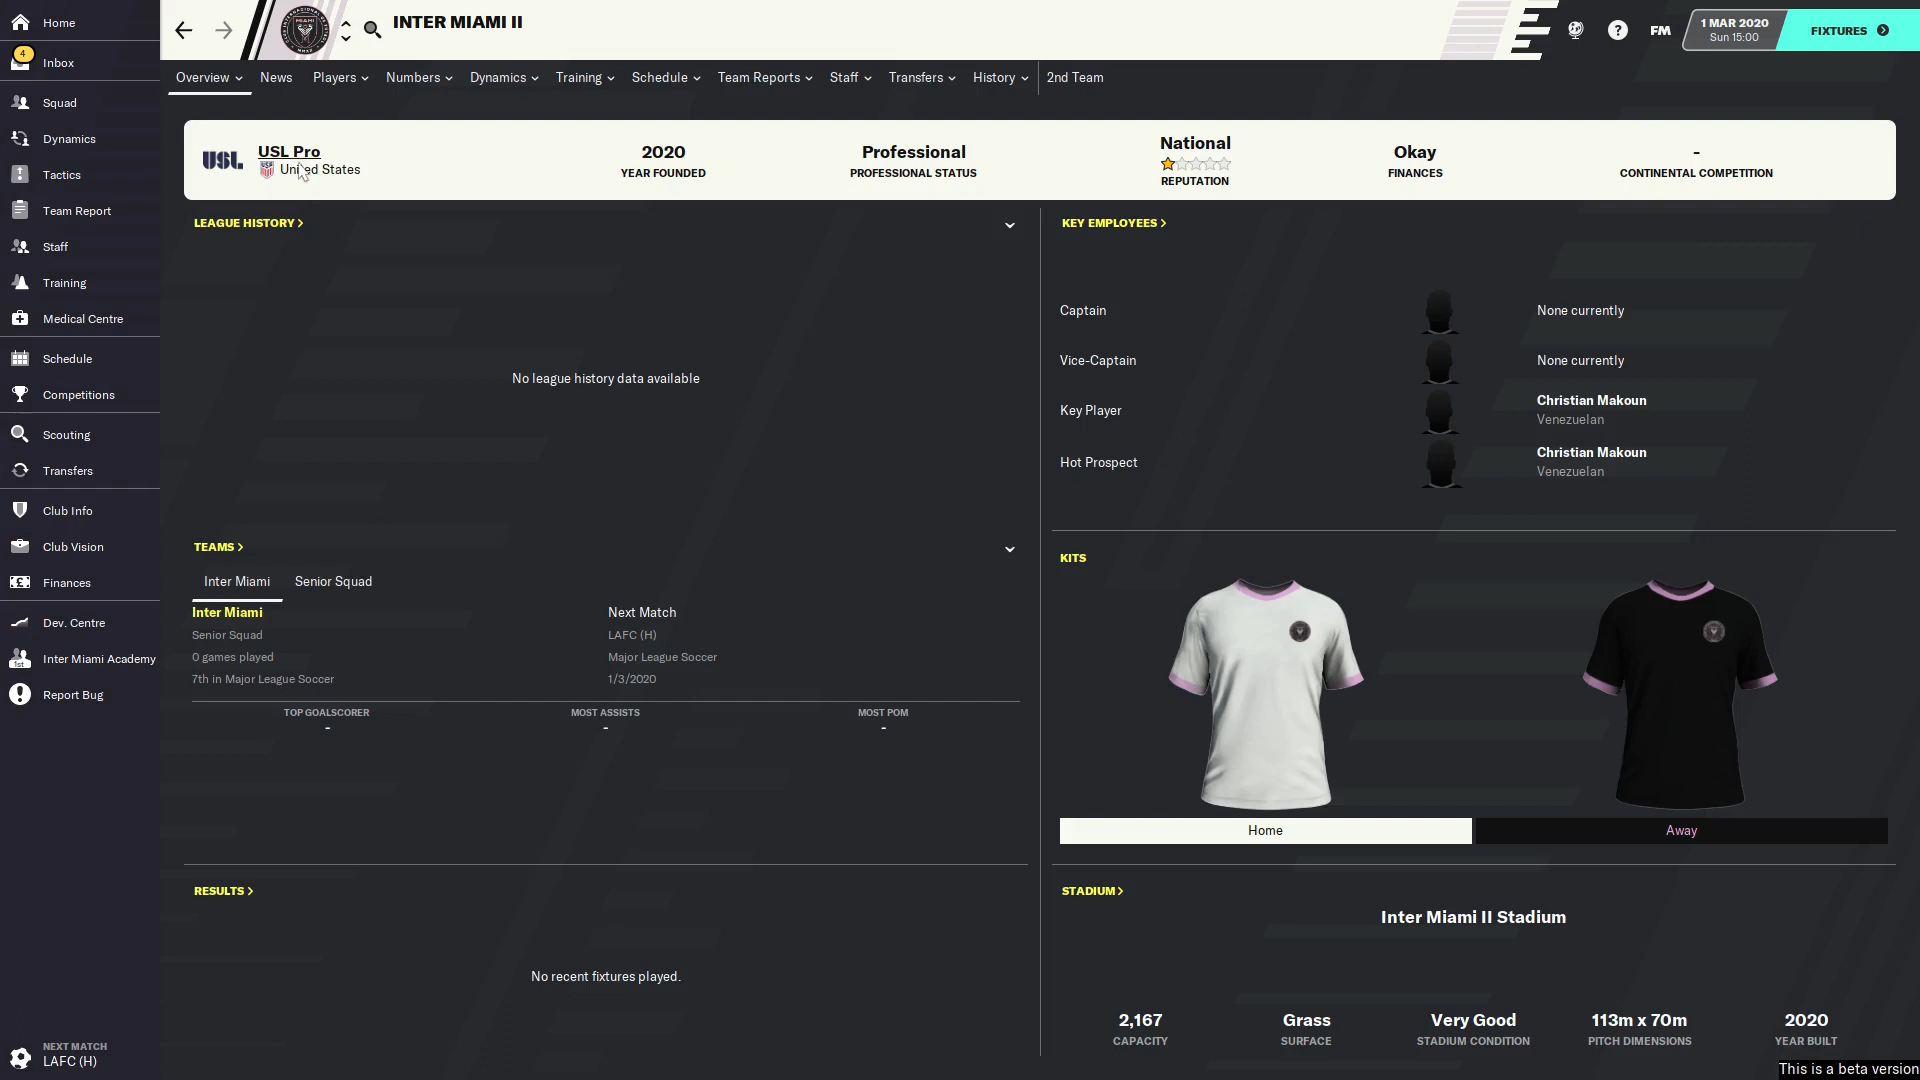 Home
4
Inbox
Squad
Dynamics
Tactics
Team Report
Staff
Training
Medical Centre
Schedule
Competitions
Scouting
Transfers
Club Info
Club Vision
Finances
Dev. Centre
1st
Inter Miami Academy
Report Bug
NEXT MATCH
LAFC (H)
INTER MIAMI II
FM
1 MAR 2020
Sun 15:00
FIXTURES
Overview
News
Players
Numbers
Dynamics
Training
Schedule
Team Reports
Staff
Transfers
History
2nd Team
USL
USL Pro
United States
2020
YEAR FOUNDED
Professional
PROFESSIONAL STATUS
National
REPUTATION
Okay
FINANCES
-
CONTINENTAL COMPETITION
LEAGUE HISTORY >
No league history data available
TEAMS >
Inter Miami Senior Squad
Inter Miami
Senior Squad
0 games played
7th in Major League Soccer
Next Match
LAFC (H)
Major League Soccer
1/3/2020
TOP GOALSCORER
-
MOST ASSISTS
-
MOST POM
-
RESULTS >
No recent fixtures played.
KEY EMPLOYEES >
Captain
None currently
Vice-Captain
None currently
Key Player
Christian Makoun
Venezuelan
Hot Prospect
Christian Makoun
Venezuelan
KITS
Home
Away
STADIUM >
Inter Miami II Stadium
2,167
CAPACITY
Grass
SURFACE
Very Good
STADIUM CONDITION
113m x 70m
PITCH DIMENSIONS
2020
YEAR BUILT
This is a beta version